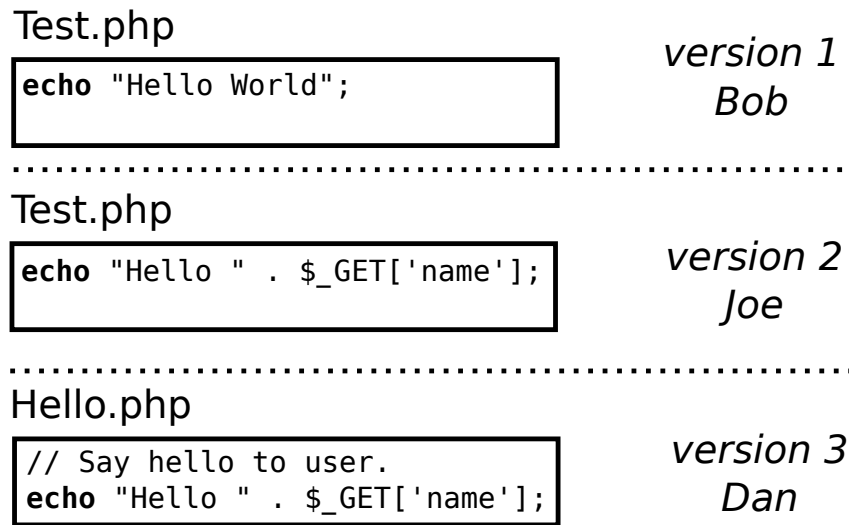 Test.php
version 1
echo "Hello World";
Bob
Test.php
version 2
echo "Hello " . $_GET['name'];
Joe
Hello.php
version 3
// Say hello to user.
echo "Hello " . $_GET['name'];
Dan